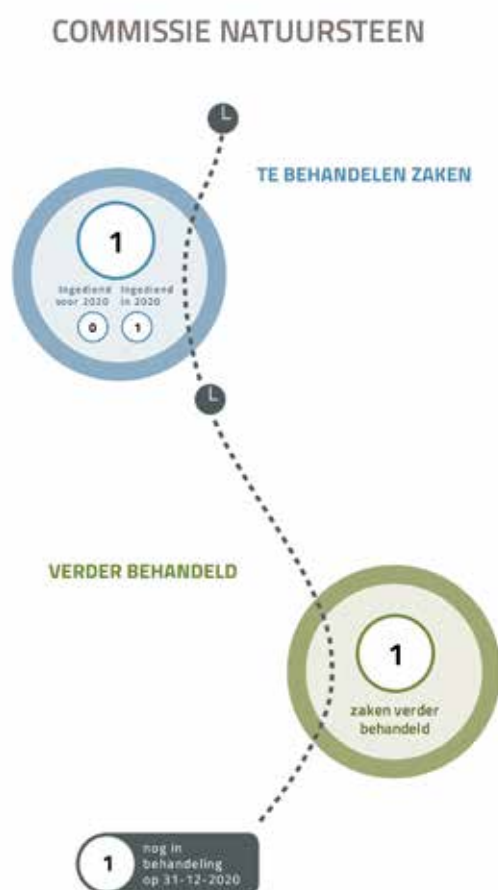 COMMISSIE NATUURSTEEN
TE BEHANDELEN ZAKEN
1
Ingediend Ingediend
voor 2020 in 2020
0 1
VERDER BEHANDELD
1
zaken verder
behandeld
1
nog in
behandeling
op 31-12-2020